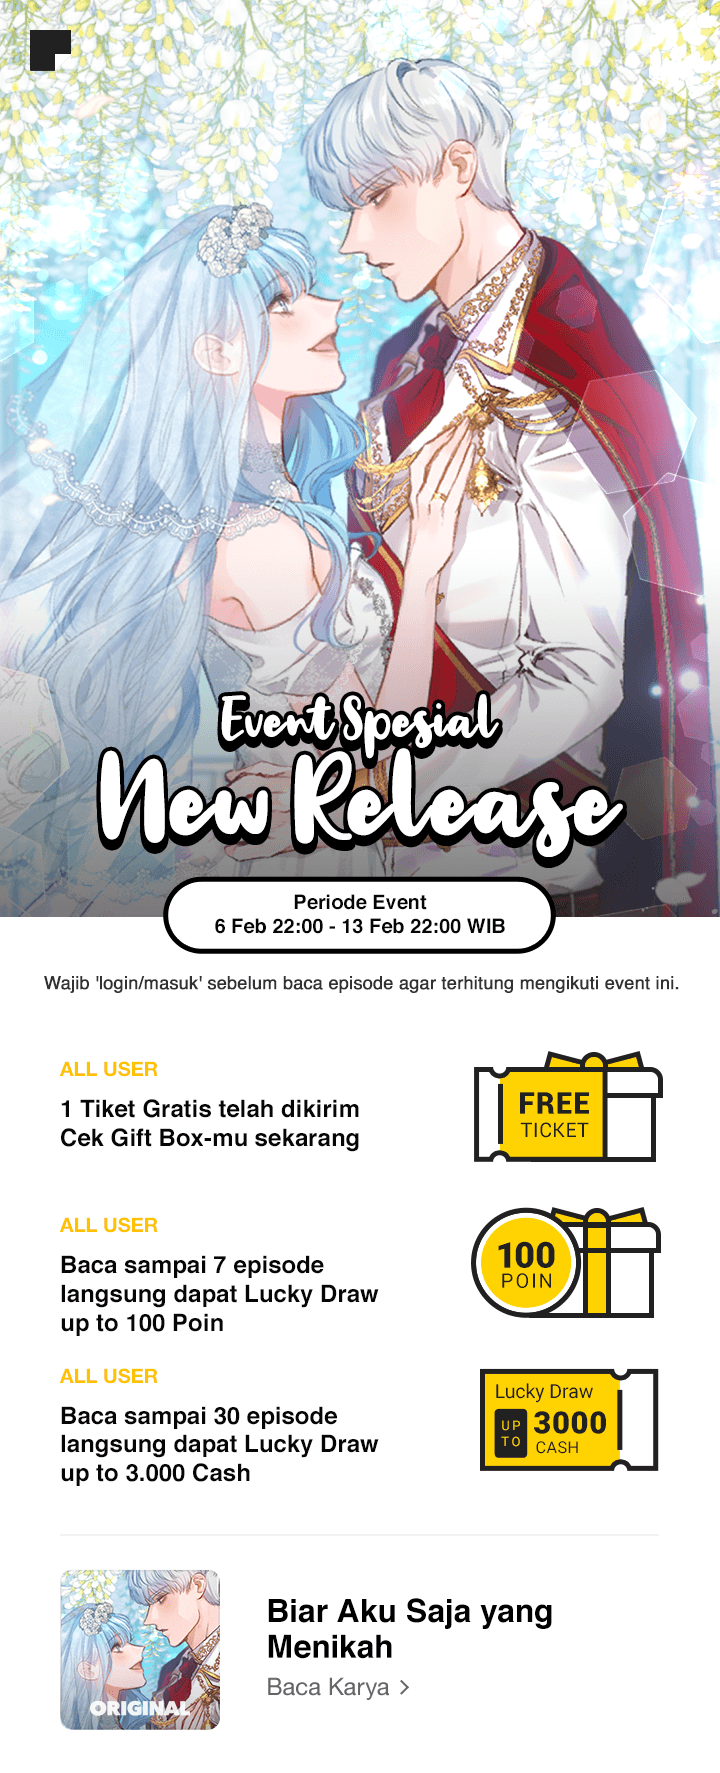 Event Spesial
New Release
Periode Event
6 Feb 22:00 - 13 Feb 22:00 WIB
Wajib 'login/masuk' sebelum baca episode agar terhitung mengikuti event ini.
ALL USER
1 Tiket Gratis telah dikirim
Cek Gift Box-mu sekarang
FREE
TICKET
ALL USER
Baca sampai 7 episode
langsung dapat Lucky Draw
up to 100 Poin
100
POIN
ALL USER
Baca sampai 30 episode
langsung dapat Lucky Draw
up to 3.000 Cash
Lucky Draw
UP TO 3000
CASH
Biar Aku Saja yang
Menikah
Baca Karya >
ORIGINAL